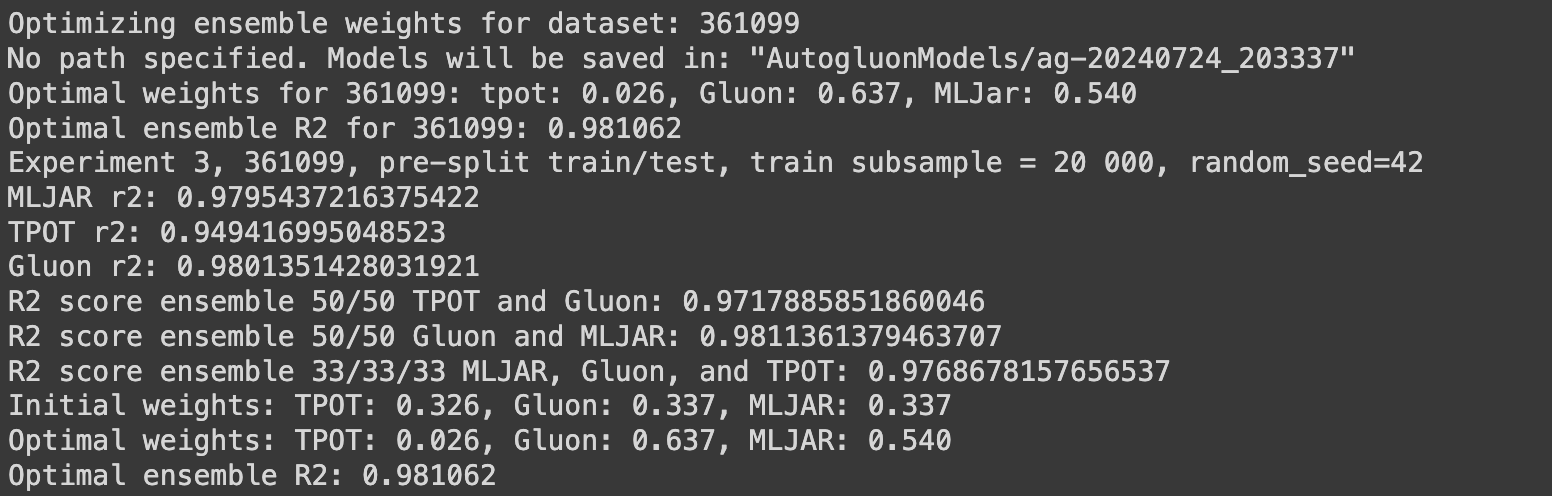 Optimizing ensemble weights for dataset: 361099
No path specified. Models will be saved in: "AutogluonModels/ag-20240724_203337"
Optimal weights for 361099: tpot: 0.026, Gluon: 0.637, MLJar: 0.540
Optimal ensemble R2 for 361099: 0.981062
Experiment 3, 361099, pre-split train/test, train subsample = 20 000, random_seed=42
MLJAR r2: 0.9795437216375422
TPOT r2: 0.949416995048523
Gluon r2: 0.9801351428031921
R2 score ensemble 50/50 TPOT and Gluon: 0.9717885851860046
R2 score ensemble 50/50 Gluon and MLJAR: 0.9811361379463707
R2 score ensemble 33/33/33 MLJAR, Gluon, and TPOT: 0.9768678157656537
Initial weights: TPOT: 0.326, Gluon: 0.337, MLJAR: 0.337
Optimal weights: TPOT: 0.026, Gluon: 0.637, MLJAR: 0.540
Optimal ensemble R2: 0.981062